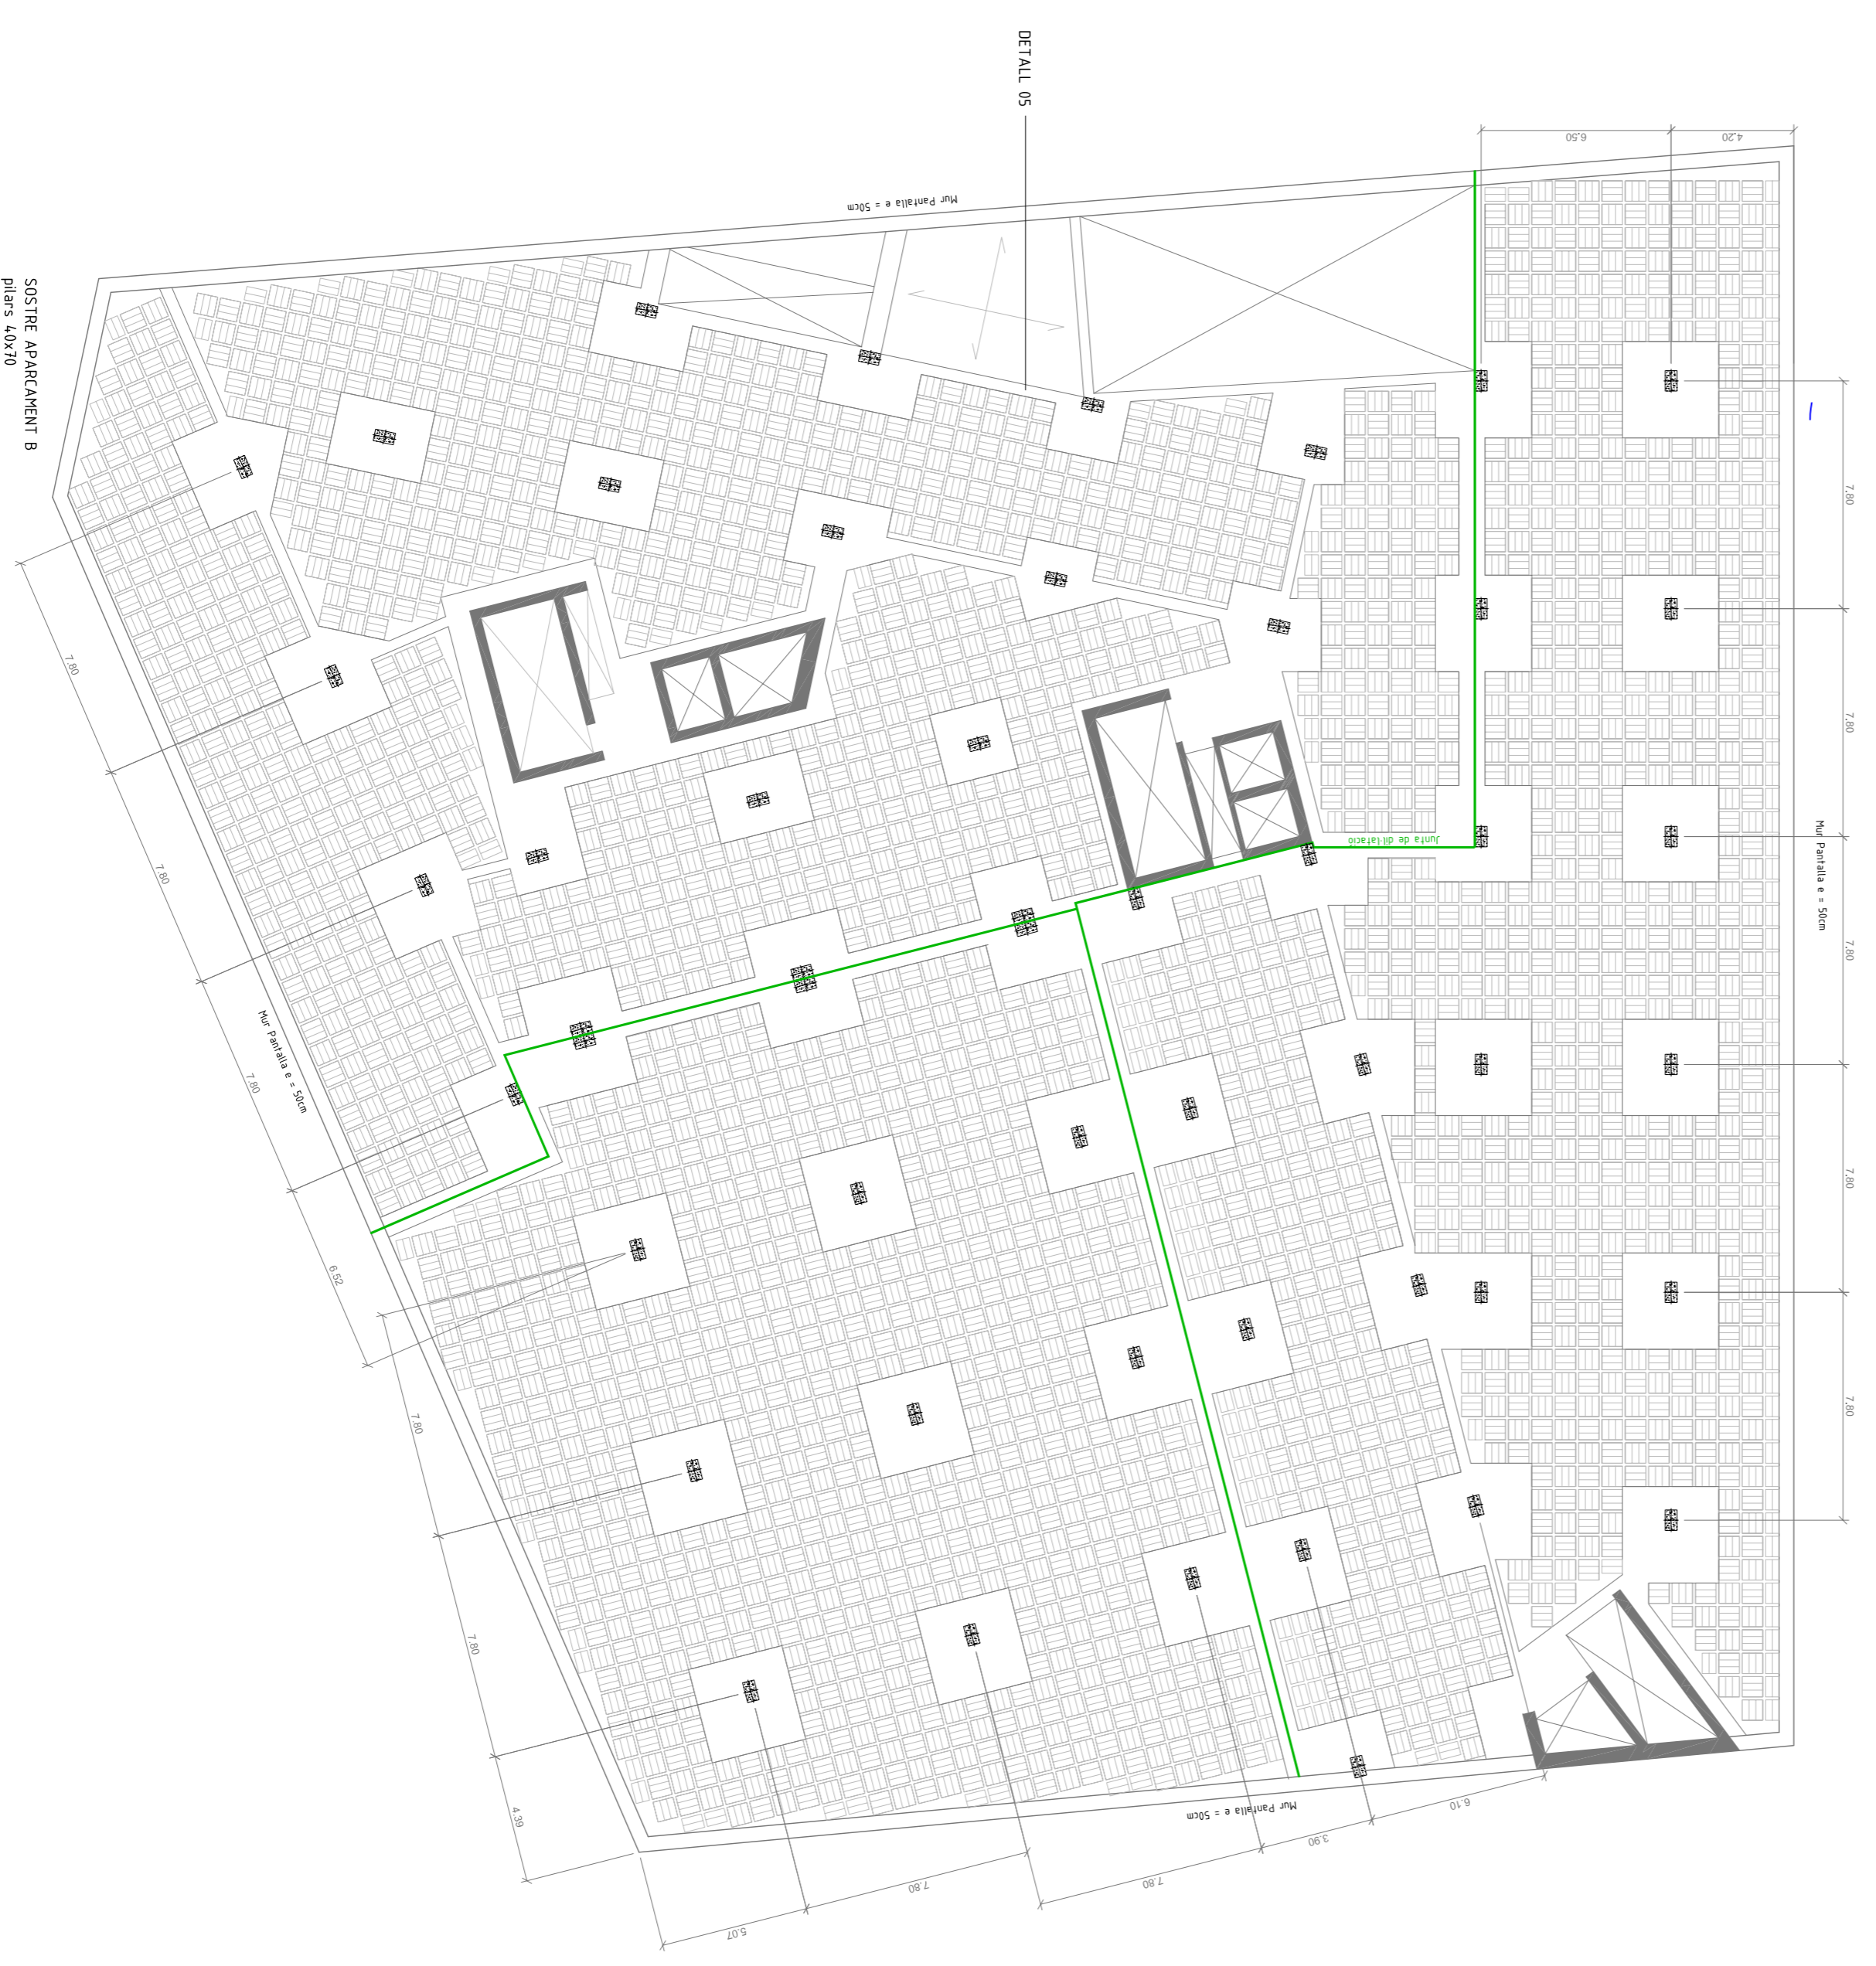 DETALL 05
6.50
4.20
Mur Pantalla e = 50cm
SOSTRE APARCAMENT B
pilars 40x70
7.80
7.80
7.80
7.80
7.80
Mur Pantalla e = 50cm
Junta de dil·latació
7.80
7.80
7.80
6.52
Mur Pantalla e = 50cm
7.80
7.80
4.39
5.07
7.80
7.80
3.90
6.10
Mur Pantalla e = 50cm